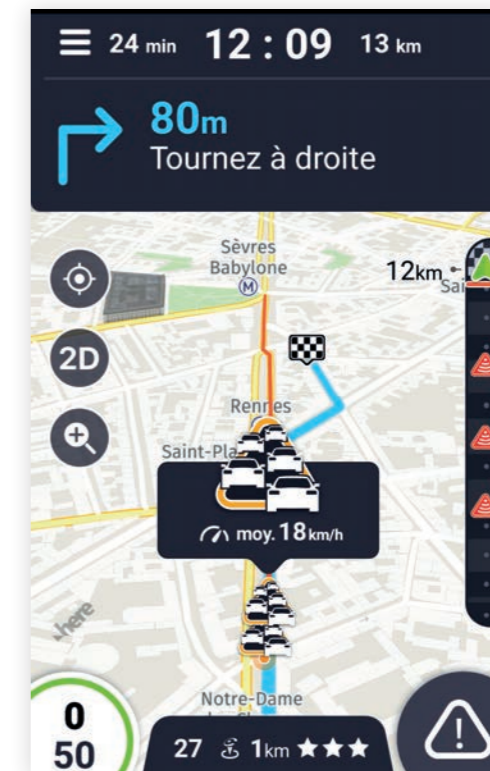 24 min 12 : 09 13 km
80m
Tournez à droite
Sèvres
Babylone
M
12km
2D
Rennes
moy. 18 km/h
here
Notre-Dame
0
50
27 1km